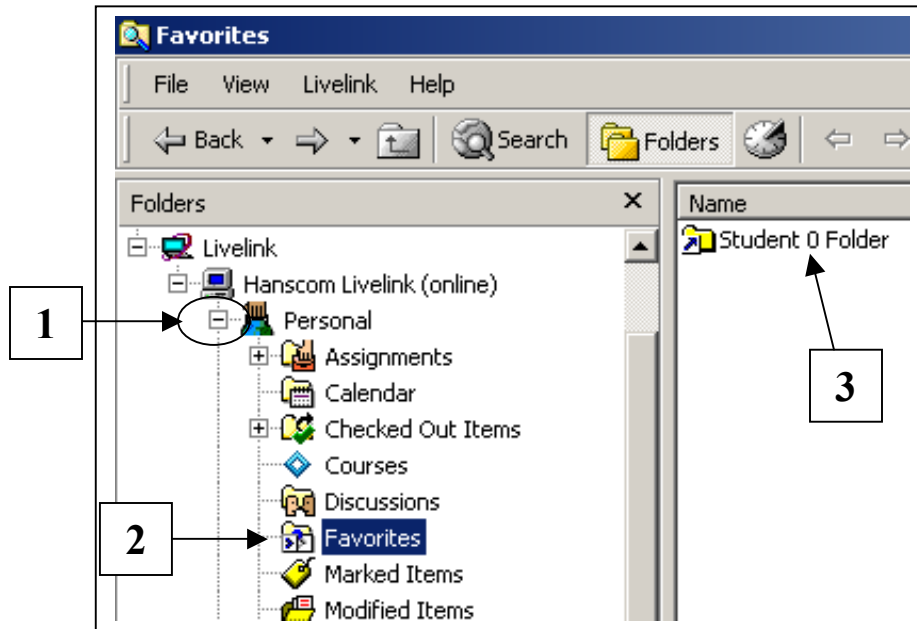 Favorites
File View Livelink Help
Back Search Folders
Folders
Name
Livelink
Student 0 Folder
Hanscom Livelink (online)
1
Personal
Assignments
3
Calendar
Checked Out Items
Courses
Discussions
2
Favorites
Marked Items
Modified Items